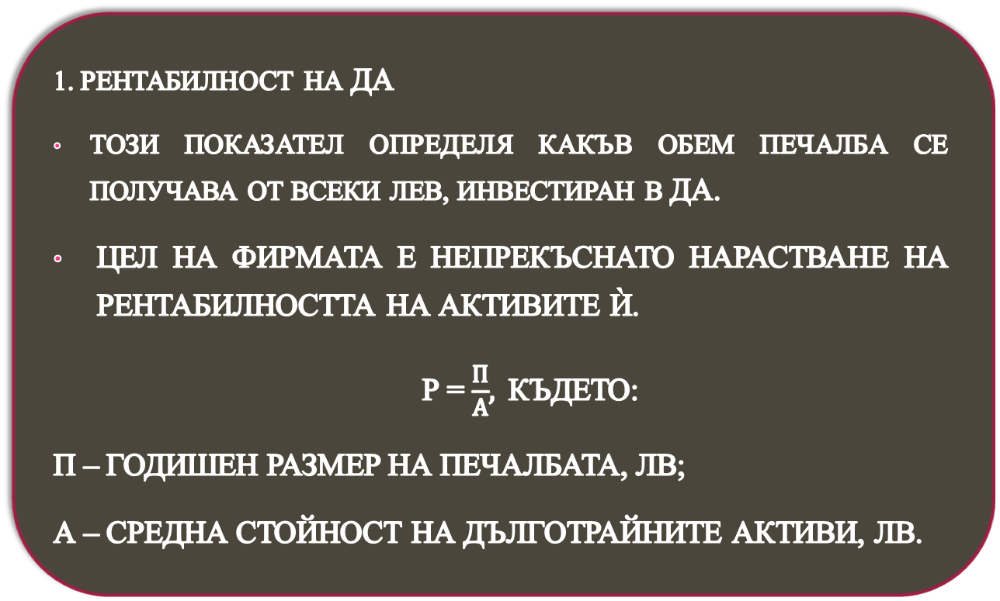 1. РЕНТАБИЛНОСТ НА ДА
• ТОЗИ ПОКАЗАТЕЛ ОПРЕДЕЛЯ КАКЪВ ОБЕМ ПЕЧАЛБА СЕ
ПОЛУЧАВА ОТ ВСЕКИ ЛЕВ, ИНВЕСТИРАН В ДА.
• ЦЕЛ НА ФИРМАТА Е НЕПРЕКЪСНАТО НАРАСТВАНЕ НА
РЕНТАБИЛНОСТТА НА АКТИВИТЕ Ѝ.
Р = П/А, КЪДЕТО:
П – ГОДИШЕН РАЗМЕР НА ПЕЧАЛБАТА, ЛВ;
А – СРЕДНА СТОЙНОСТ НА ДЪЛГОТРАЙНИТЕ АКТИВИ, ЛВ.